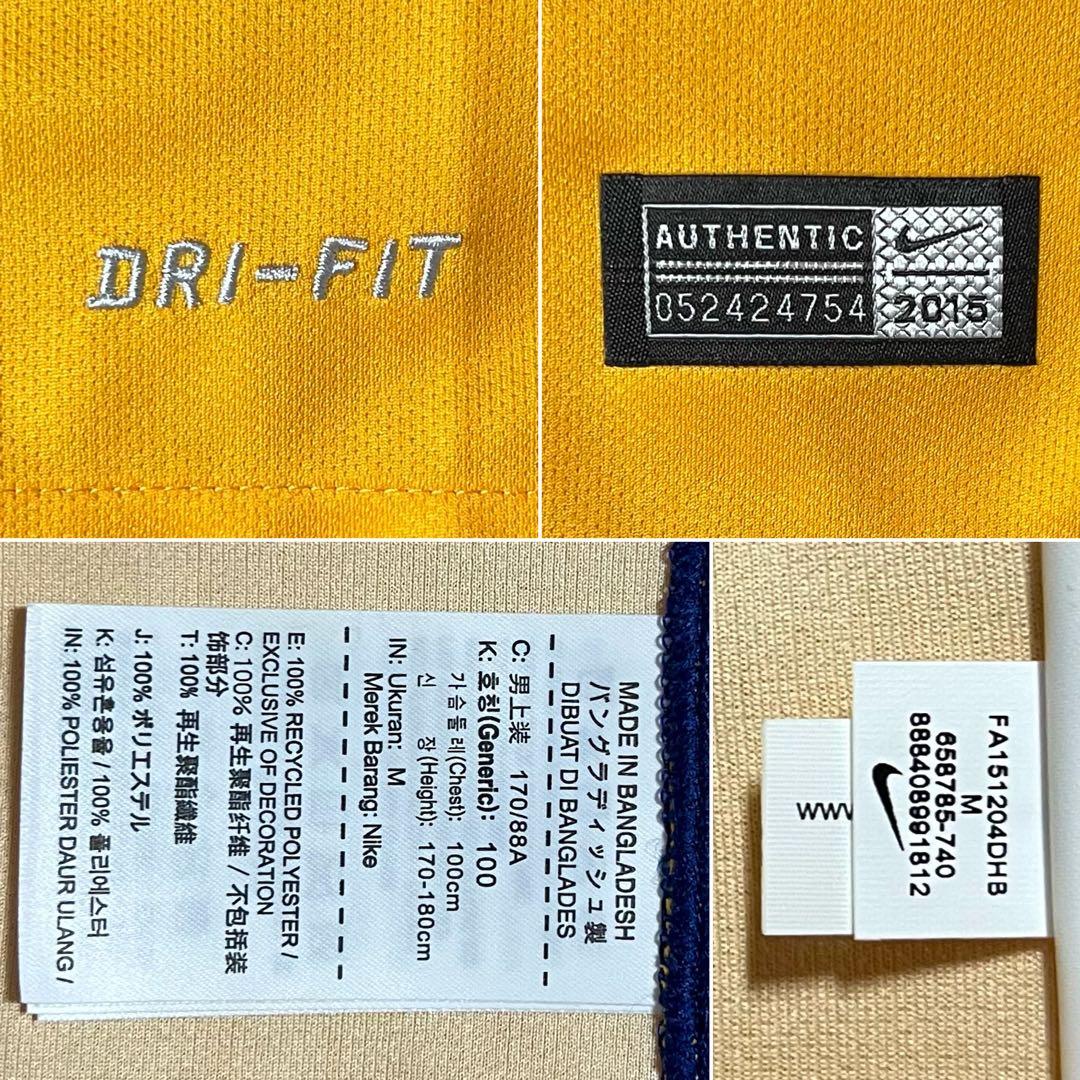 DRI-FIT
AUTHENTIC
052424754
2015
MADE IN BANGLADESH
バングラディッシュ製
DIBUAT DI BANGLADES
C: 男上装 170/88A
K: 호칭(Generic): 100
가슴둘레(Chest): 100cm
신 장(Height): 170-180cm
IN: Ukuran: M
Merek Barang: Nike
E: 100% RECYCLED POLYESTER /
EXCLUSIVE OF DECORATION
C: 100% 再生聚酯纤维 / 不包括装
饰部分
T: 100% 再生聚酯纖維
J: 100% ポリエステル
K: 섬유혼용율 / 100% 폴리에스터
IN: 100% POLIESTER DAUR ULANG /
FA151204DHB
M
658785-740
888408991812
www